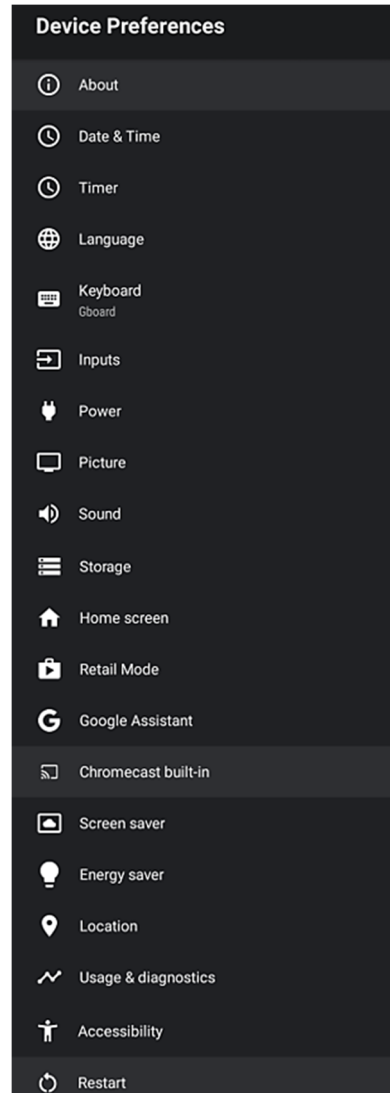 Device Preferences
About
Date & Time
Timer
Language
Keyboard
Gboard
Inputs
Power
Picture
Sound
Storage
Home screen
Retail Mode
Google Assistant
Chromecast built-in
Screen saver
Energy saver
Location
Usage & diagnostics
Accessibility
Restart